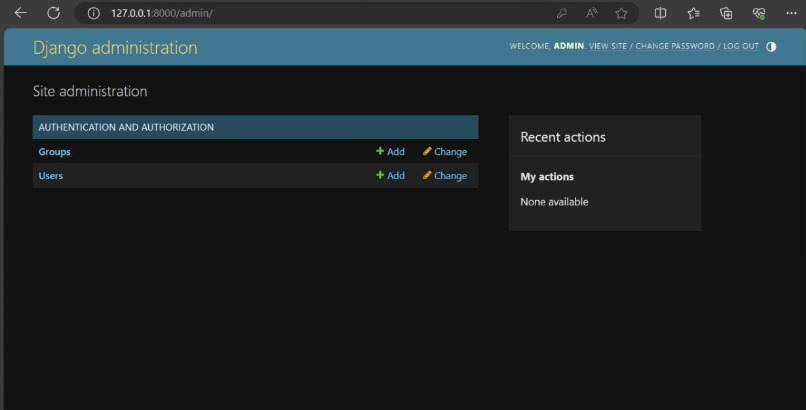 127.0.0.1:8000/admin/
Django administration
WELCOME, ADMIN. VIEW SITE / CHANGE PASSWORD / LOG OUT
Site administration
AUTHENTICATION AND AUTHORIZATION
Groups + Add Change
Users + Add Change
Recent actions
My actions
None available